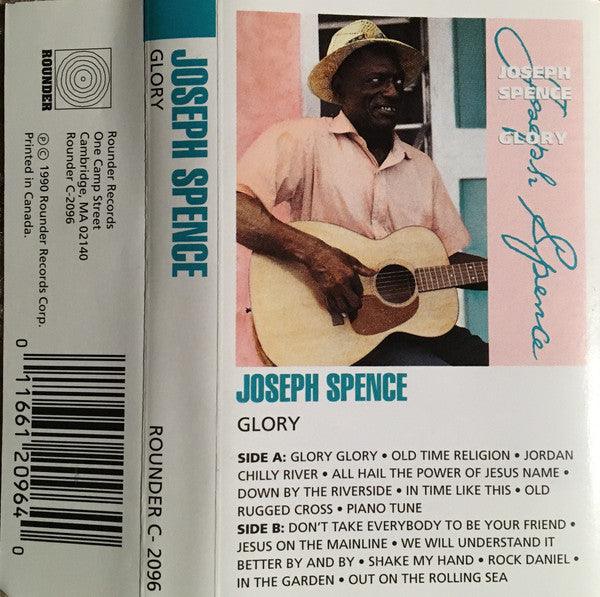 ROUNDER
Rounder Records
One Camp Street
Cambridge, MA 02140
Rounder C-2096
℗ © 1990 Rounder Records Corp.
Printed in Canada.
0 11661 20964 0
JOSEPH SPENCE
GLORY
ROUNDER C- 2096
JOSEPH
SPENCE
GLORY
Joseph Spence
JOSEPH SPENCE
GLORY
SIDE A: GLORY GLORY • OLD TIME RELIGION • JORDAN
CHILLY RIVER • ALL HAIL THE POWER OF JESUS NAME •
DOWN BY THE RIVERSIDE • IN TIME LIKE THIS • OLD
RUGGED CROSS • PIANO TUNE
SIDE B: DON'T TAKE EVERYBODY TO BE YOUR FRIEND •
JESUS ON THE MAINLINE • WE WILL UNDERSTAND IT
BETTER BY AND BY • SHAKE MY HAND • ROCK DANIEL •
IN THE GARDEN • OUT ON THE ROLLING SEA